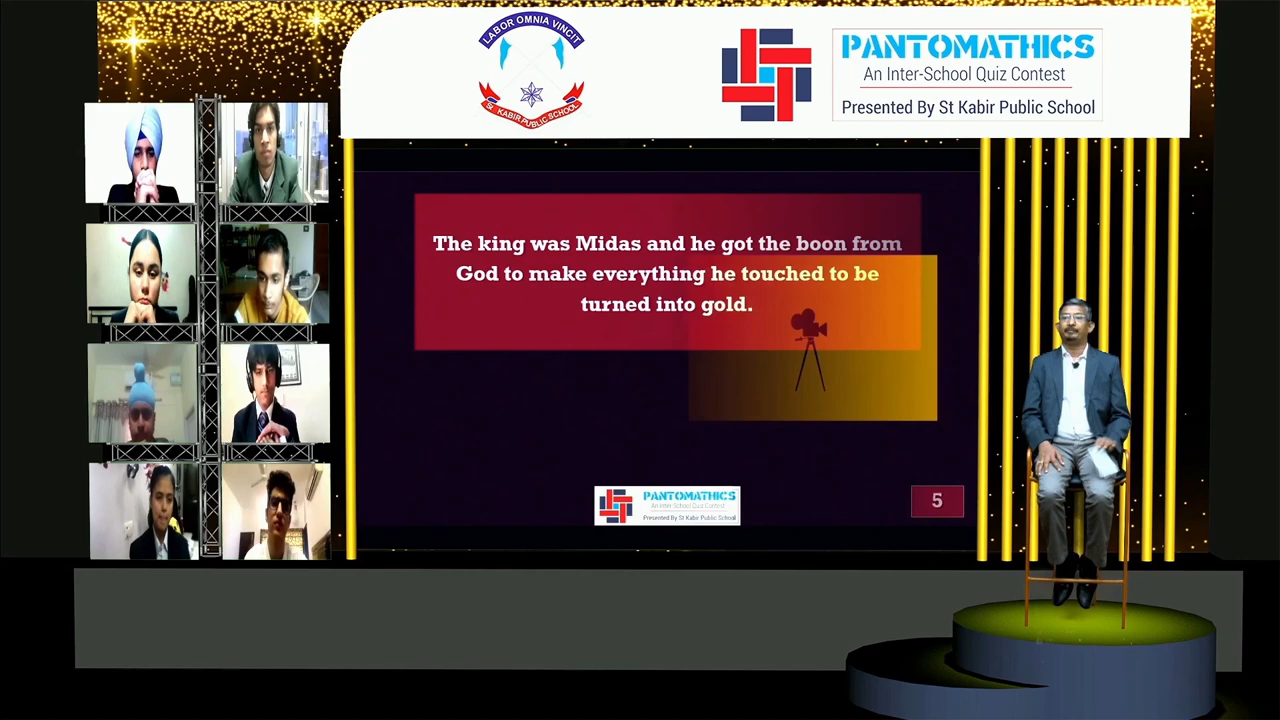 LABOR OMNIA VINCIT
ST KABIR PUBLIC SCHOOL
PANTOMATHICS
An Inter-School Quiz Contest
Presented By St Kabir Public School
The king was Midas and he got the boon from
God to make everything he touched to be
turned into gold.
PANTOMATHICS
An Inter-School Quiz Contest
Presented By St Kabir Public School
5